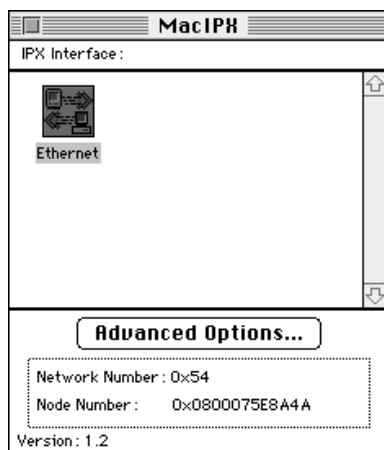 MacIPX
IPX Interface:
Ethernet
Advanced Options...
Network Number: 0x54
Node Number: 0x0800075E8A4A
Version: 1.2